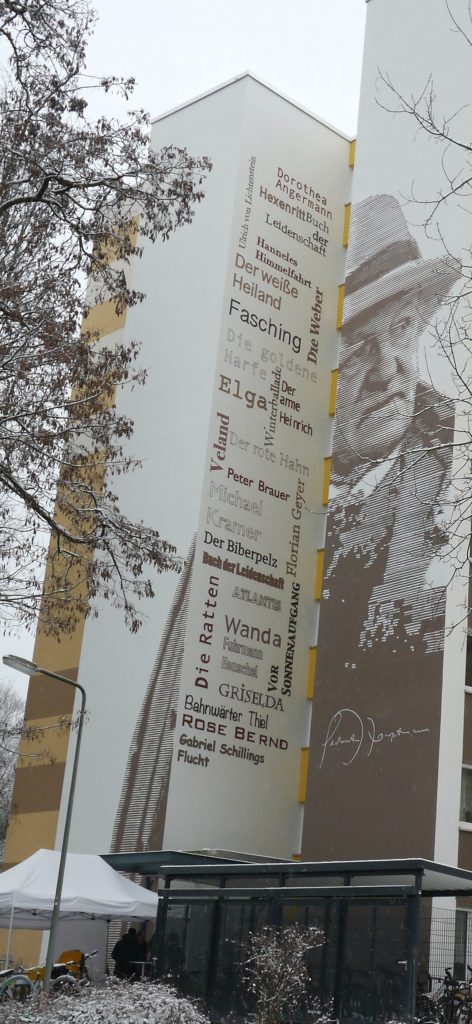 Ulrich von Lichtenstein
Dorothea
Angermann
Hexenritt Buch
der
Leidenschaft
Hanneles
Himmelfahrt
Der weiße
Heiland
Die Weber
Fasching
Die goldene
Harfe
Winterballade
Elga
Der
arme
Heinrich
Veland
Der rote Hahn
Peter Brauer
Michael
Kramer
Florian Geyer
Der Biberpelz
Buch der Leidenschaft
ATLANTIS
Die Ratten
Wanda
Fuhrmann
Henschel
VOR
SONNENAUFGANG
GRISELDA
Bahnwärter Thiel
ROSE BERND
Gabriel Schillings
Flucht